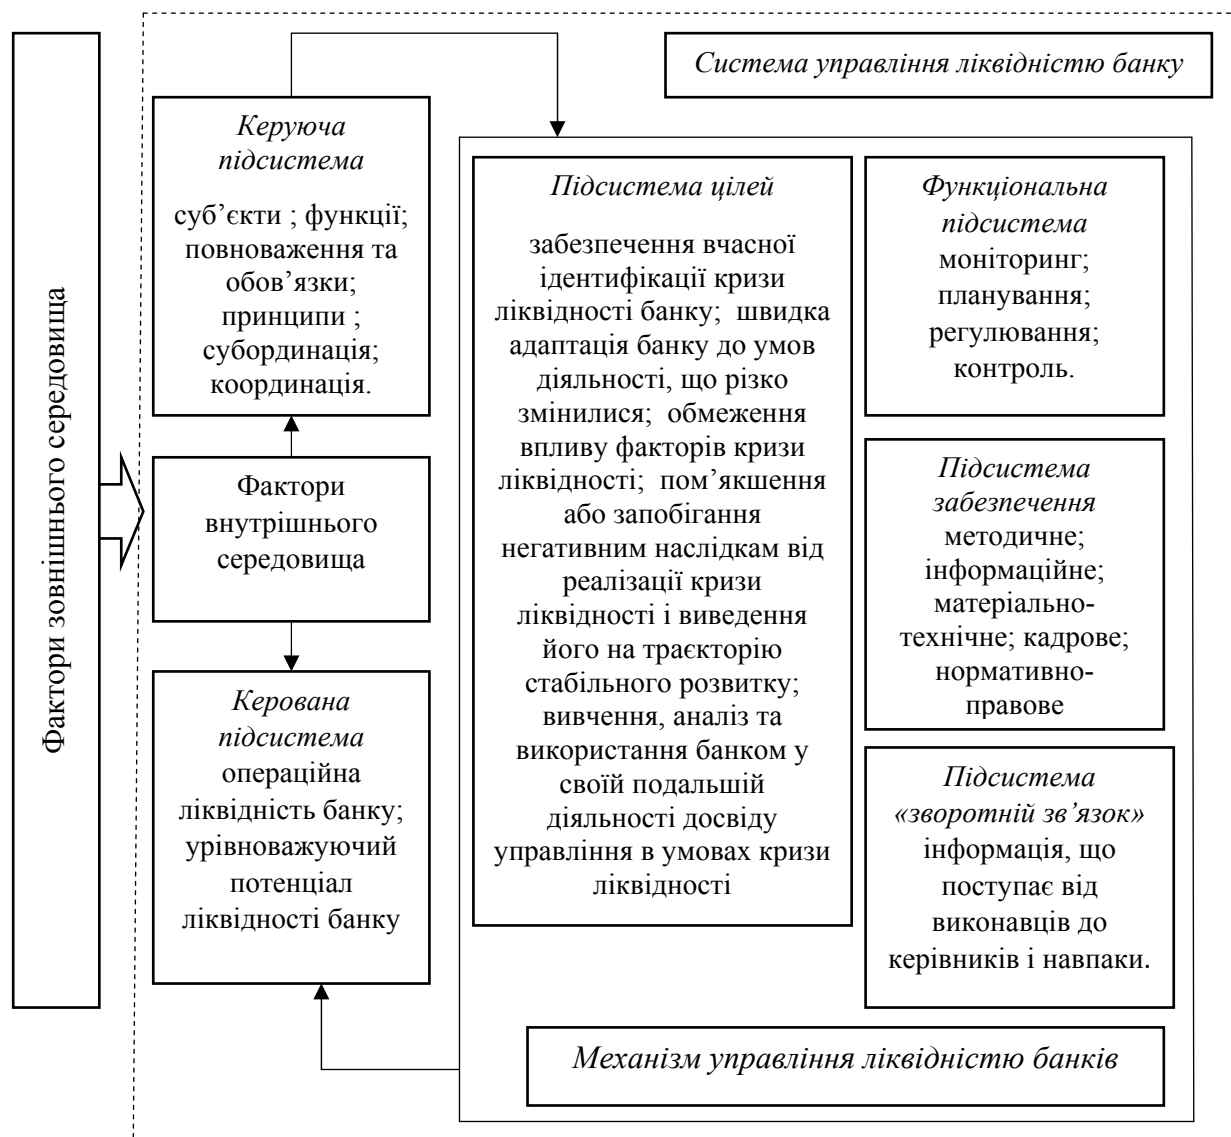 Фактори зовнішнього середовища
Система управління ліквідністю банку
Керуюча
підсистема
суб’єкти ; функції;
повноваження та
обов’язки;
принципи ;
субординація;
координація.
Фактори
внутрішнього
середовища
Керована
підсистема
операційна
ліквідність банку;
урівноважуючий
потенціал
ліквідності банку
Підсистема цілей
забезпечення вчасної
ідентифікації кризи
ліквідності банку; швидка
адаптація банку до умов
діяльності, що різко
змінилися; обмеження
впливу факторів кризи
ліквідності; пом’якшення
або запобігання
негативним наслідкам від
реалізації кризи
ліквідності і виведення
його на траєкторію
стабільного розвитку;
вивчення, аналіз та
використання банком у
своїй подальшій
діяльності досвіду
управління в умовах кризи
ліквідності
Функціональна
підсистема
моніторинг;
планування;
регулювання;
контроль.
Підсистема
забезпечення
методичне;
інформаційне;
матеріально-
технічне; кадрове;
нормативно-
правове
Підсистема
«зворотній зв’язок»
інформація, що
поступає від
виконавців до
керівників і навпаки.
Механізм управління ліквідністю банків